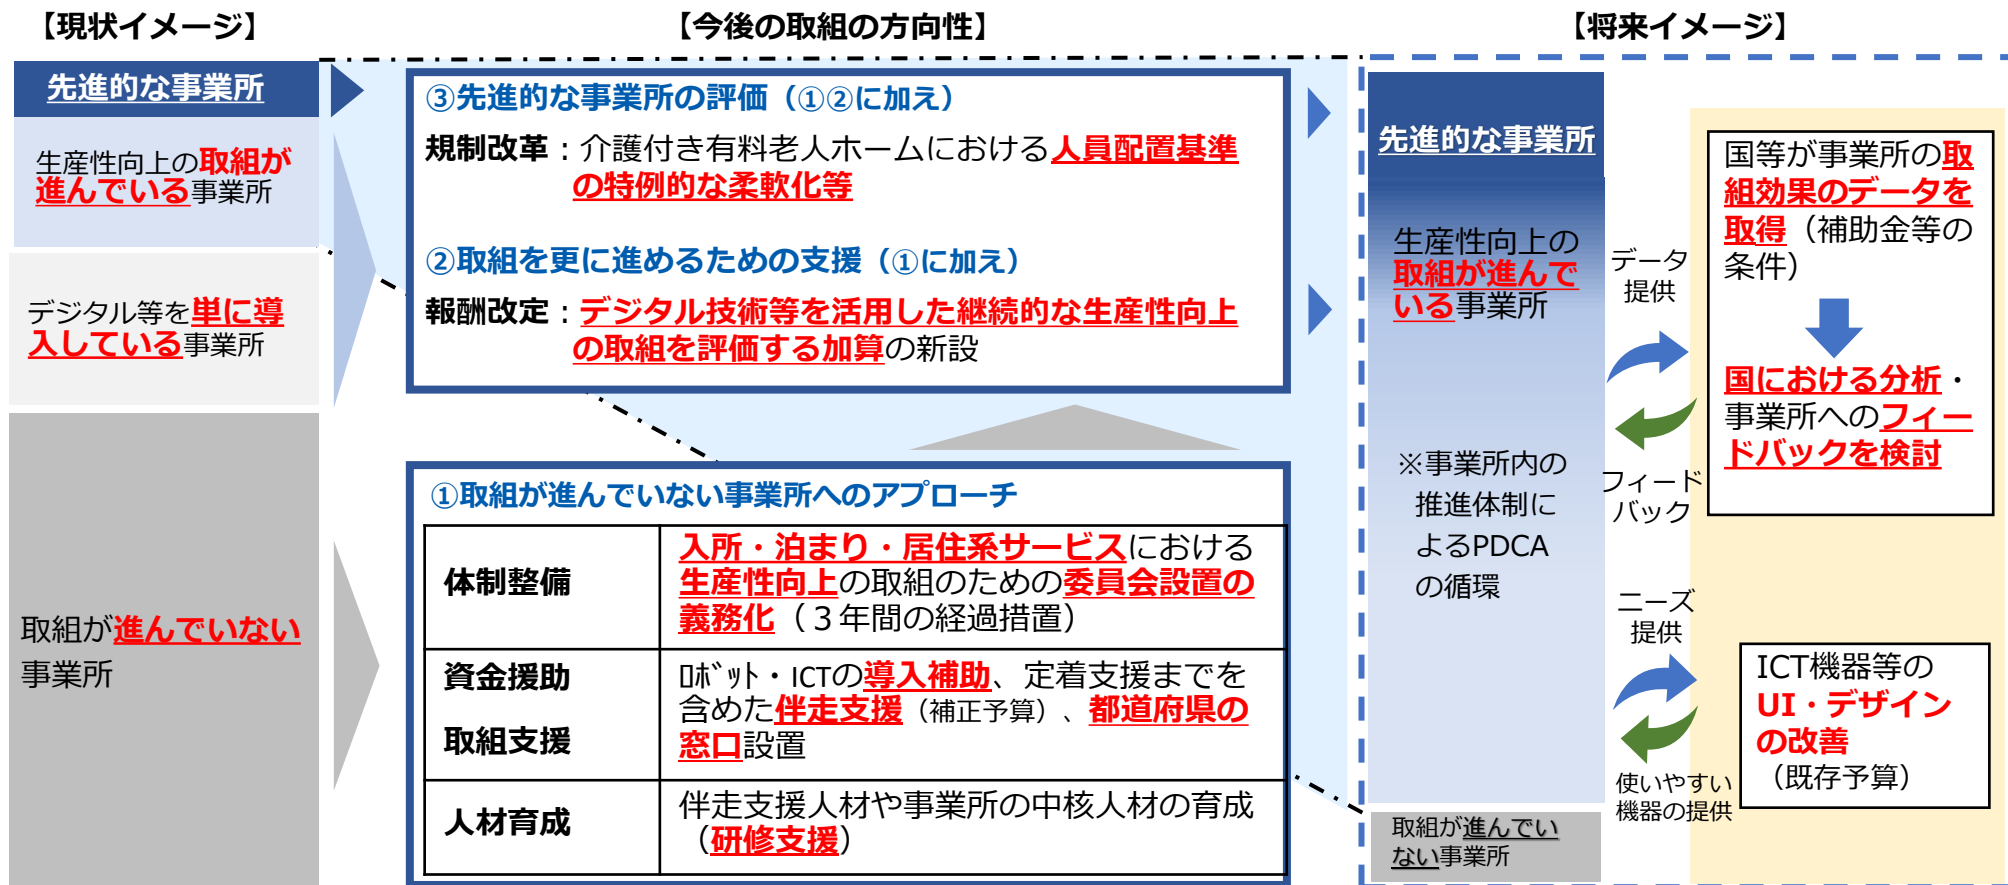 【現状イメージ】
【今後の取組の方向性】
【将来イメージ】
先進的な事業所
生産性向上の取組が
進んでいる事業所
デジタル等を単に導
入している事業所
取組が進んでいない
事業所
③先進的な事業所の評価（①②に加え）
規制改革：介護付き有料老人ホームにおける人員配置基準
の特例的な柔軟化等
②取組を更に進めるための支援（①に加え）
報酬改定：デジタル技術等を活用した継続的な生産性向上
の取組を評価する加算の新設
①取組が進んでいない事業所へのアプローチ
体制整備
入所・泊まり・居住系サービスにおける
生産性向上の取組のための委員会設置の
義務化（３年間の経過措置）
資金援助
取組支援
ﾛﾎﾞｯﾄ・ICTの導入補助、定着支援までを
含めた伴走支援（補正予算）、都道府県の
窓口設置
人材育成
伴走支援人材や事業所の中核人材の育成
（研修支援）
先進的な事業所
生産性向上の
取組が進んで
いる事業所
※事業所内の
推進体制に
よるPDCA
の循環
取組が進んでい
ない事業所
データ
提供
フィード
バック
ニーズ
提供
使いやすい
機器の提供
国等が事業所の取
組効果のデータを
取得（補助金等の
条件）
国における分析・
事業所へのフィー
ドバックを検討
ICT機器等の
UI・デザイン
の改善
（既存予算）